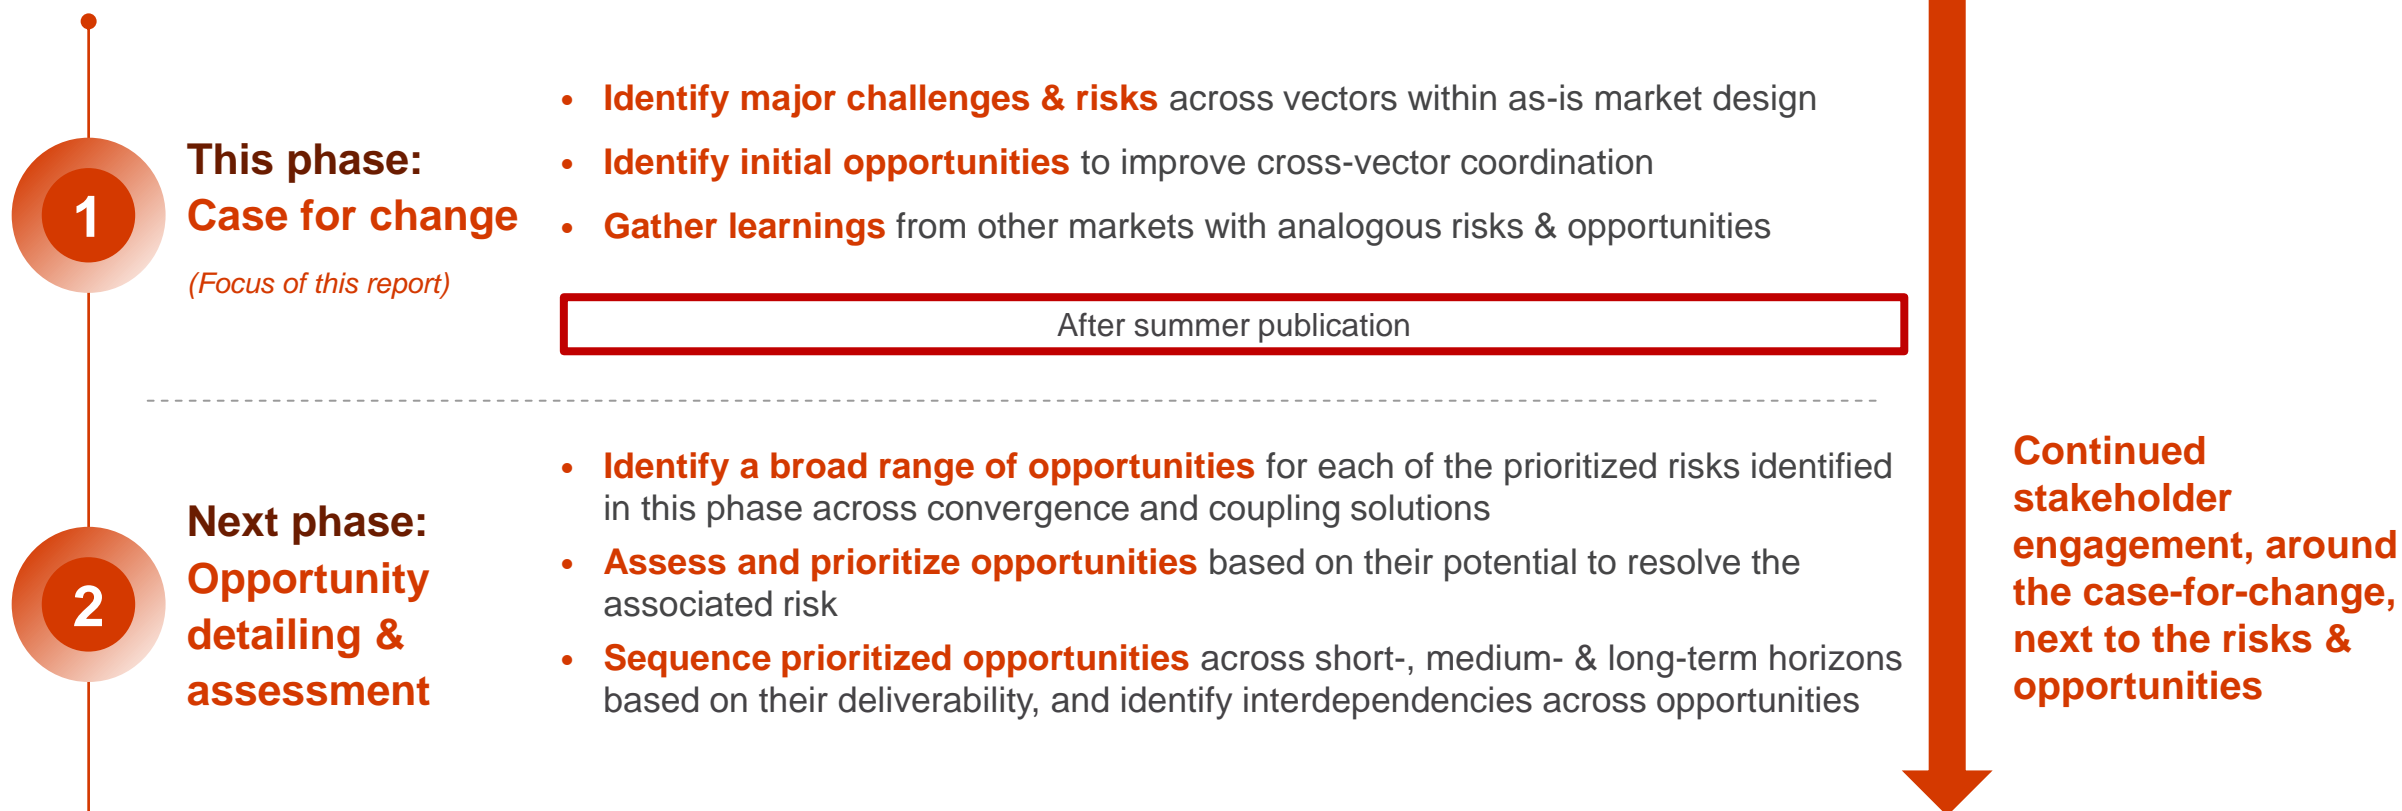 1
This phase:
Case for change
(Focus of this report)
• Identify major challenges & risks across vectors within as-is market design
• Identify initial opportunities to improve cross-vector coordination
• Gather learnings from other markets with analogous risks & opportunities
After summer publication
2
Next phase:
Opportunity
detailing &
assessment
• Identify a broad range of opportunities for each of the prioritized risks identified
in this phase across convergence and coupling solutions
• Assess and prioritize opportunities based on their potential to resolve the
associated risk
• Sequence prioritized opportunities across short-, medium- & long-term horizons
based on their deliverability, and identify interdependencies across opportunities
Continued
stakeholder
engagement, around
the case-for-change,
next to the risks &
opportunities